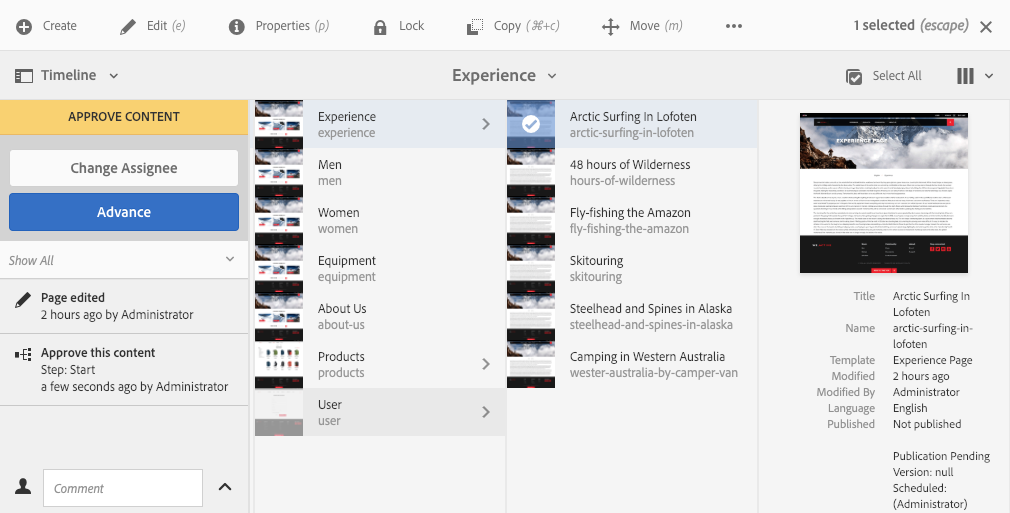 Create
Edit (e)
Properties (p)
Lock
Copy (⌘+c)
Move (m)
1 selected (escape)
Timeline
Experience
Select All
APPROVE CONTENT
Change Assignee
Advance
Show All
Page edited
2 hours ago by Administrator
Approve this content
Step: Start
a few seconds ago by Administrator
Comment
Experience
experience
Men
men
Women
women
Equipment
equipment
About Us
about-us
Products
products
User
user
Arctic Surfing In Lofoten
arctic-surfing-in-lofoten
48 hours of Wilderness
hours-of-wilderness
Fly-fishing the Amazon
fly-fishing-the-amazon
Skitouring
skitouring
Steelhead and Spines in Alaska
steelhead-and-spines-in-alaska
Camping in Western Australia
wester-australia-by-camper-van
EXPERIENCE PAGE
Title Arctic Surfing In
Lofoten
Name arctic-surfing-in-
lofoten
Template Experience Page
Modified 2 hours ago
Modified By Administrator
Language English
Published Not published
Publication Pending
Version: null
Scheduled:
(Administrator)